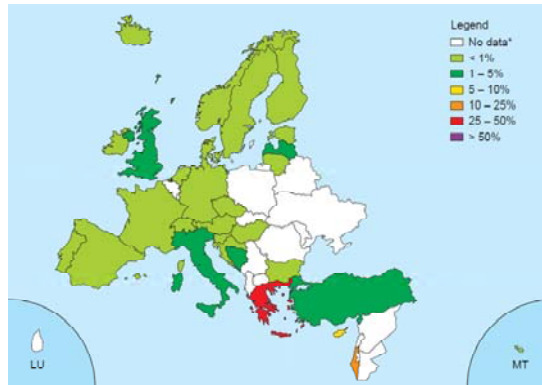 Legend
No data*
< 1%
1 – 5%
5 – 10%
10 – 25%
25 – 50%
> 50%
LU
MT